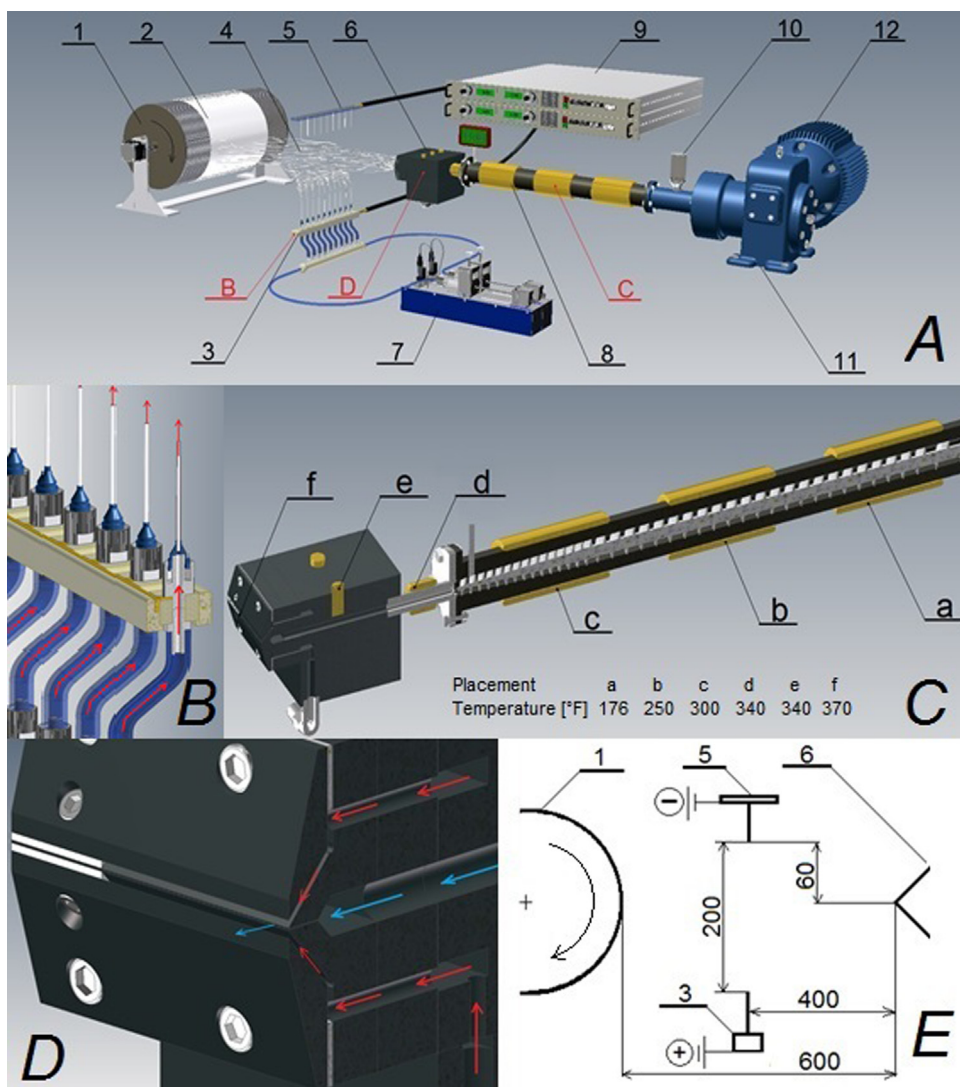 1 2 4 5 6 9 10 12
B D C
3 7 8 11
A
f e d
c b a
B
Placement a b c d e f
Temperature [°F] 176 250 300 340 340 370
C
D
1 5 6
−
60
200
3
400
+
600
E